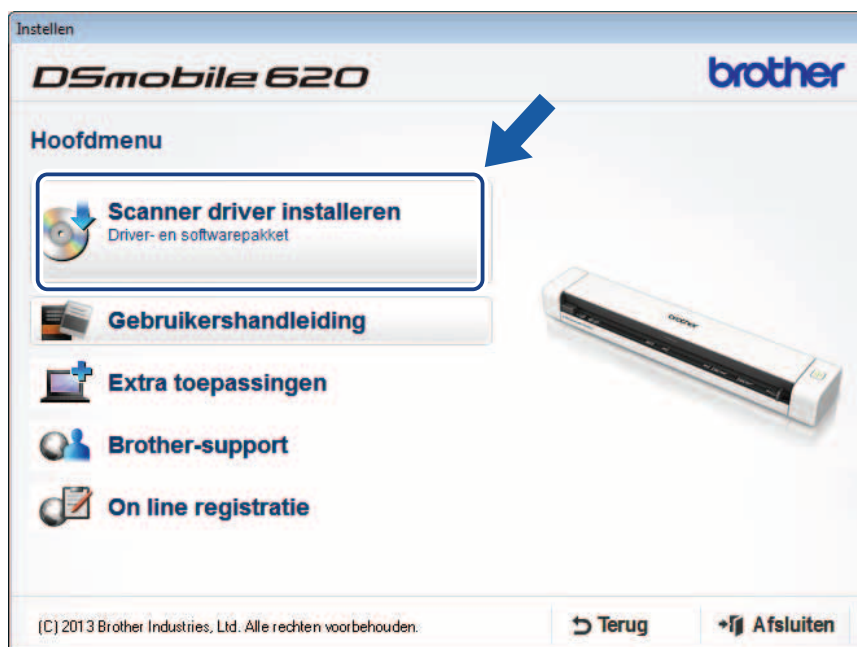 Instellen
DSmobile 620
brother
Hoofdmenu
Scanner driver installeren
Driver- en softwarepakket
Gebruikershandleiding
Extra toepassingen
Brother-support
On line registratie
brother
(C) 2013 Brother Industries, Ltd. Alle rechten voorbehouden.
Terug
Afsluiten